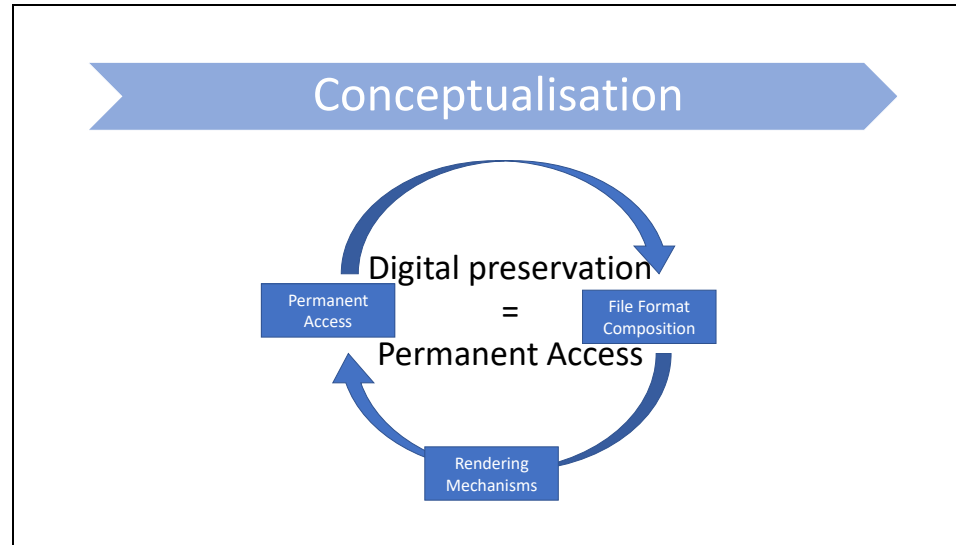 Conceptualisation
Digital preservation
=
Permanent Access
Permanent
Access
File Format
Composition
Rendering
Mechanisms